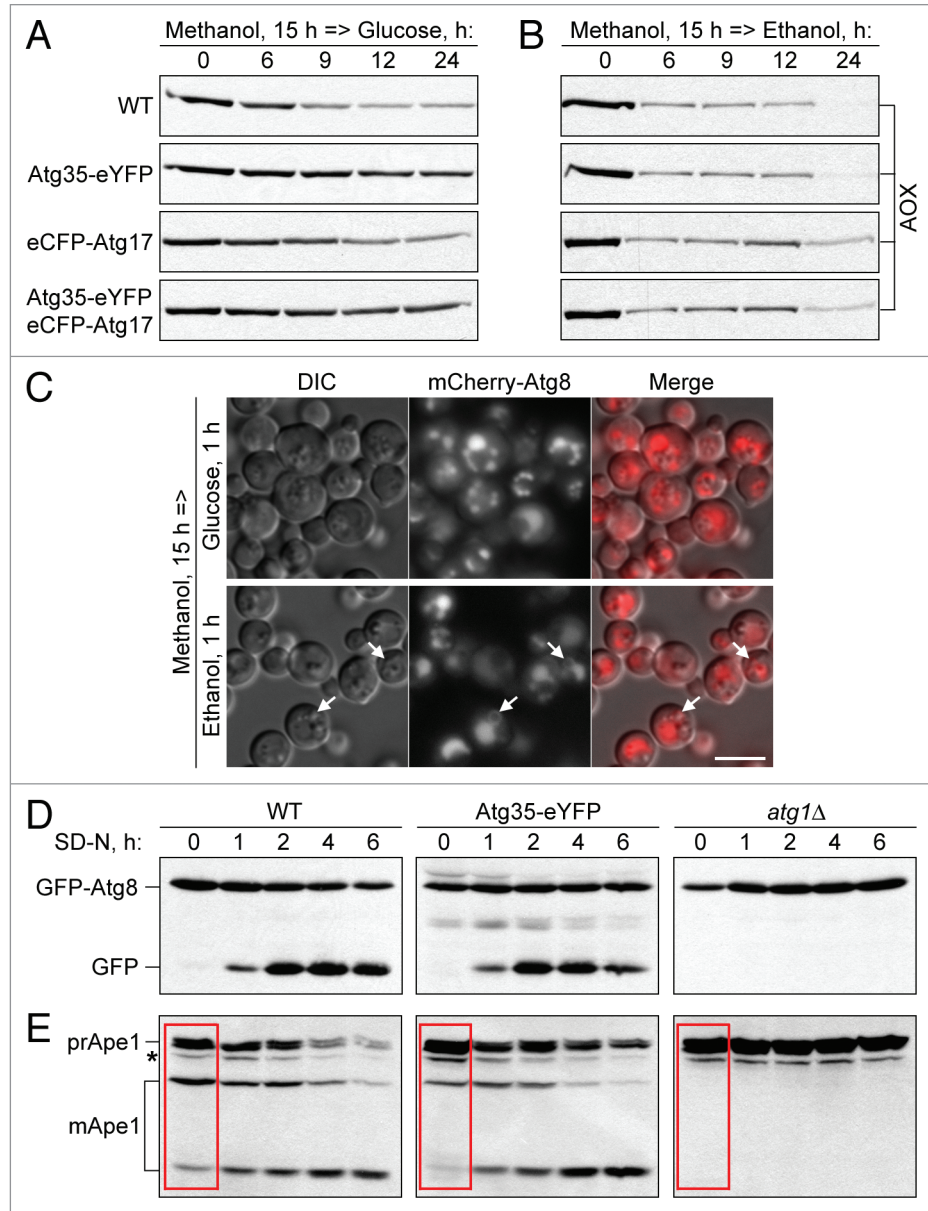 A
Methanol, 15 h => Glucose, h:
0 6 9 12 24
WT
Atg35-eYFP
eCFP-Atg17
Atg35-eYFP
eCFP-Atg17
B
Methanol, 15 h => Ethanol, h:
0 6 9 12 24
AOX
C
DIC mCherry-Atg8 Merge
Methanol, 15 h =>
Glucose, 1 h
Ethanol, 1 h
D
WT Atg35-eYFP atg1Δ
SD-N, h: 0 1 2 4 6 0 1 2 4 6 0 1 2 4 6
GFP-Atg8
GFP
E
prApe1
*
mApe1